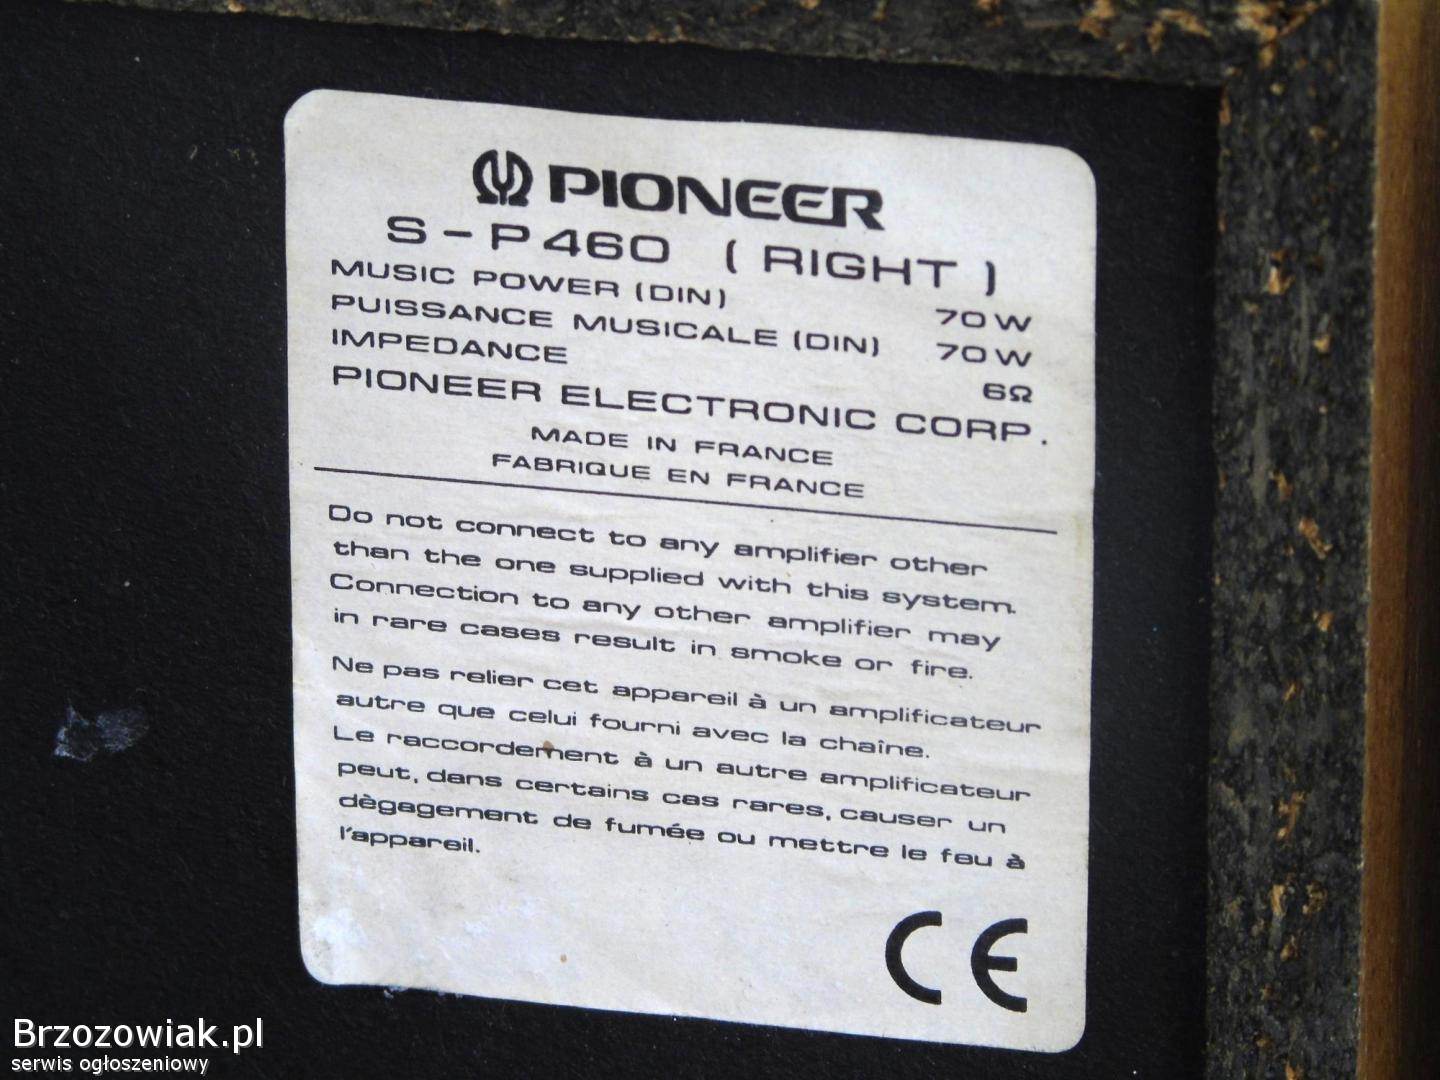 PIONEER
S-P460 (RIGHT)
MUSIC POWER (DIN) 70W
PUISSANCE MUSICALE (DIN) 70W
IMPEDANCE 6Ω
PIONEER ELECTRONIC CORP.
MADE IN FRANCE
FABRIQUE EN FRANCE
Do not connect to any amplifier other
than the one supplied with this system.
Connection to any other amplifier may
in rare cases result in smoke or fire.
Ne pas relier cet appareil à un amplificateur
autre que celui fourni avec la chaîne.
Le raccordement à un autre amplificateur
peut, dans certains cas rares, causer un
dègagement de fumée ou mettre le feu à
l'appareil.
CE
Brzozowiak.pl
serwis ogłoszeniowy